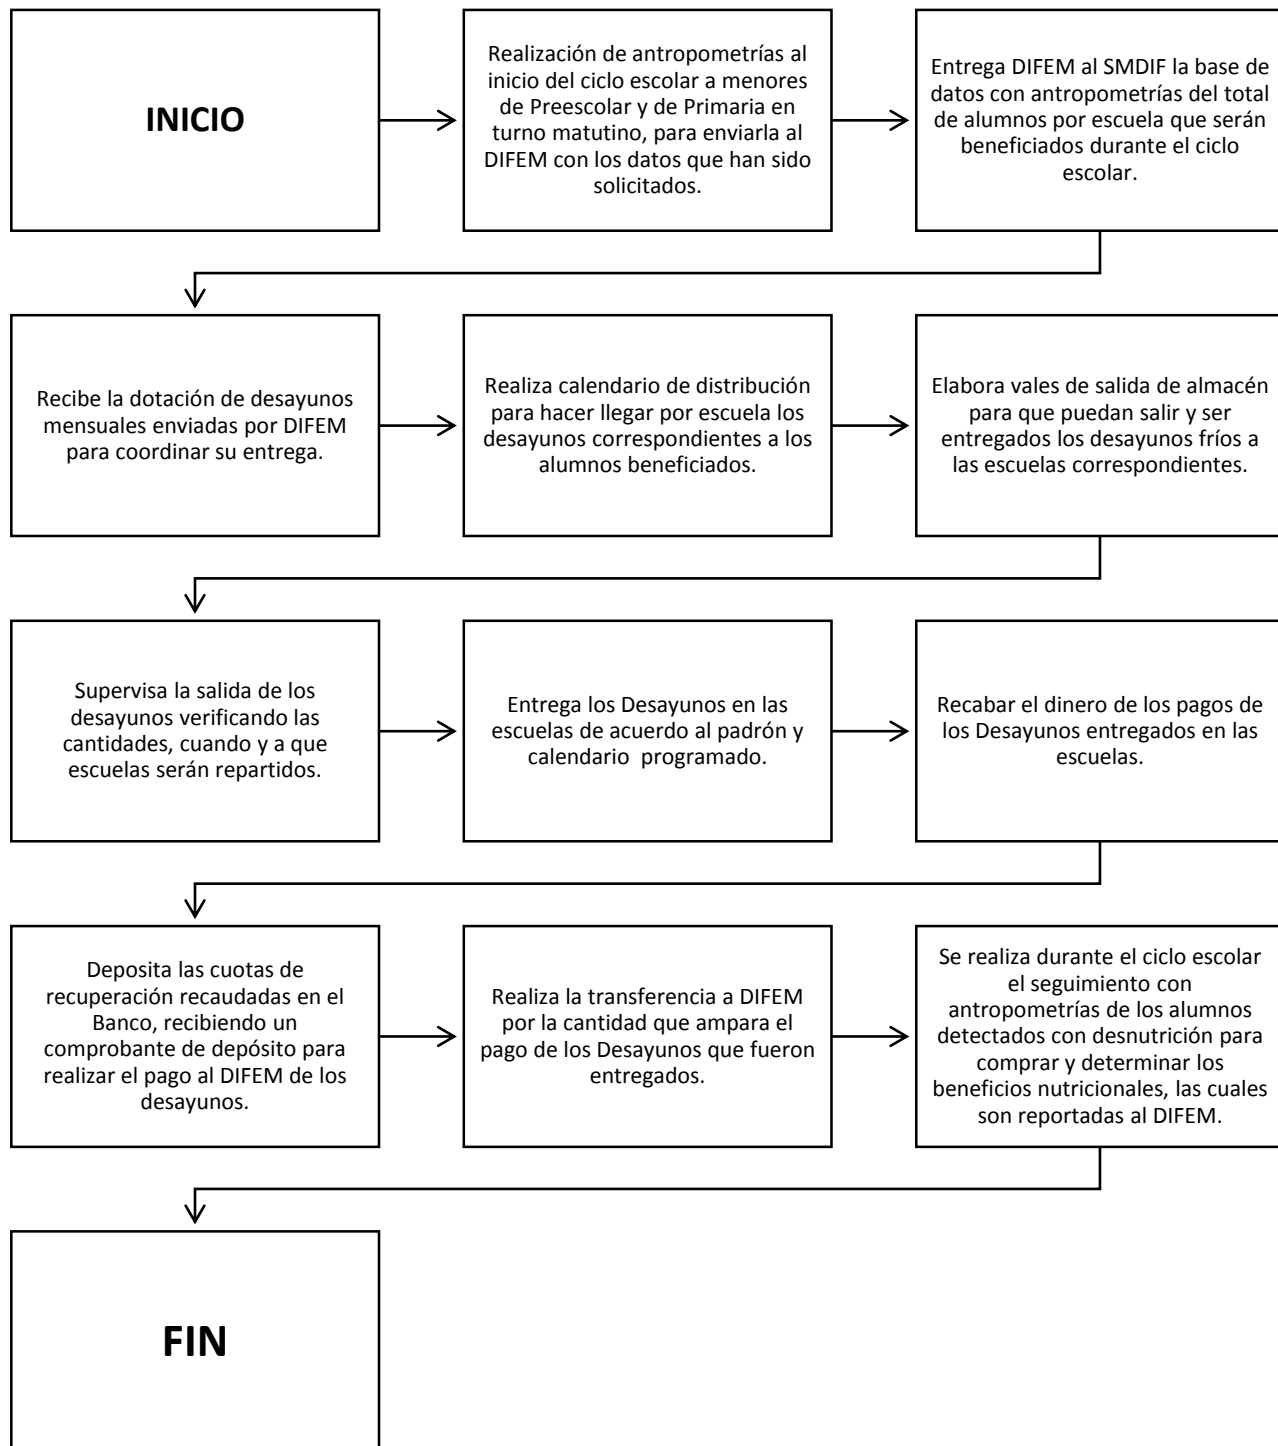 INICIO
Realización de antropometrías al
inicio del ciclo escolar a menores
de Preescolar y de Primaria en
turno matutino, para enviarla al
DIFEM con los datos que han sido
solicitados.
Entrega DIFEM al SMDIF la base de
datos con antropometrías del total
de alumnos por escuela que serán
beneficiados durante el ciclo
escolar.
Recibe la dotación de desayunos
mensuales enviadas por DIFEM
para coordinar su entrega.
Realiza calendario de distribución
para hacer llegar por escuela los
desayunos correspondientes a los
alumnos beneficiados.
Elabora vales de salida de almacén
para que puedan salir y ser
entregados los desayunos fríos a
las escuelas correspondientes.
Supervisa la salida de los
desayunos verificando las
cantidades, cuando y a que
escuelas serán repartidos.
Entrega los Desayunos en las
escuelas de acuerdo al padrón y
calendario  programado.
Recabar el dinero de los pagos de
los Desayunos entregados en las
escuelas.
Deposita las cuotas de
recuperación recaudadas en el
Banco, recibiendo un
comprobante de depósito para
realizar el pago al DIFEM de los
desayunos.
Realiza la transferencia a DIFEM
por la cantidad que ampara el
pago de los Desayunos que fueron
entregados.
Se realiza durante el ciclo escolar
el seguimiento con
antropometrías de los alumnos
detectados con desnutrición para
comprar y determinar los
beneficios nutricionales, las cuales
son reportadas al DIFEM.
FIN